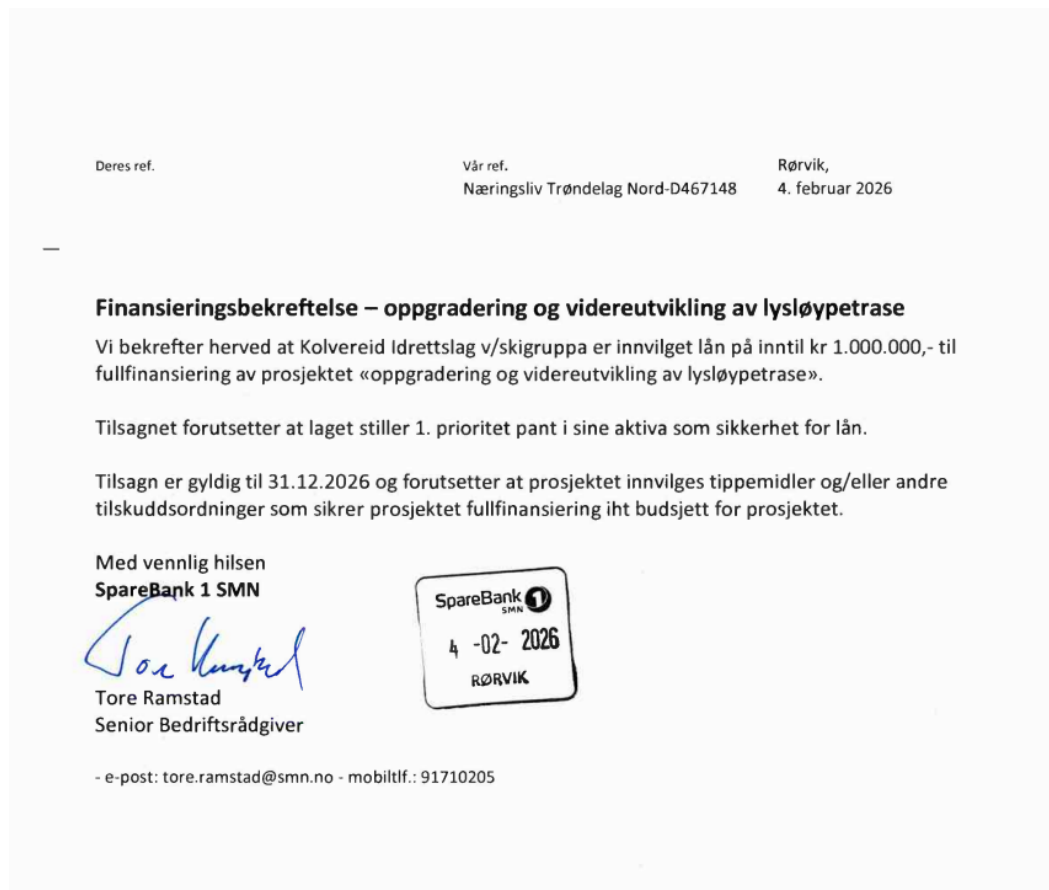 Deres ref.
Vår ref.
Næringsliv Trøndelag Nord-D467148
Rørvik,
4. februar 2026
Finansieringsbekreftelse – oppgradering og videreutvikling av lysløypetrase
Vi bekrefter herved at Kolvereid Idrettslag v/skigruppa er innvilget lån på inntil kr 1.000.000,- til
fullfinansiering av prosjektet «oppgradering og videreutvikling av lysløypetrase».
Tilsagnet forutsetter at laget stiller 1. prioritet pant i sine aktiva som sikkerhet for lån.
Tilsagn er gyldig til 31.12.2026 og forutsetter at prosjektet innvilges tippemidler og/eller andre
tilskuddsordninger som sikrer prosjektet fullfinansiering iht budsjett for prosjektet.
Med vennlig hilsen
SpareBank 1 SMN
SpareBank 1
SMN
4 -02- 2026
RØRVIK
Tore Ramstad
Senior Bedriftsrådgiver
- e-post: tore.ramstad@smn.no - mobiltlf.: 91710205